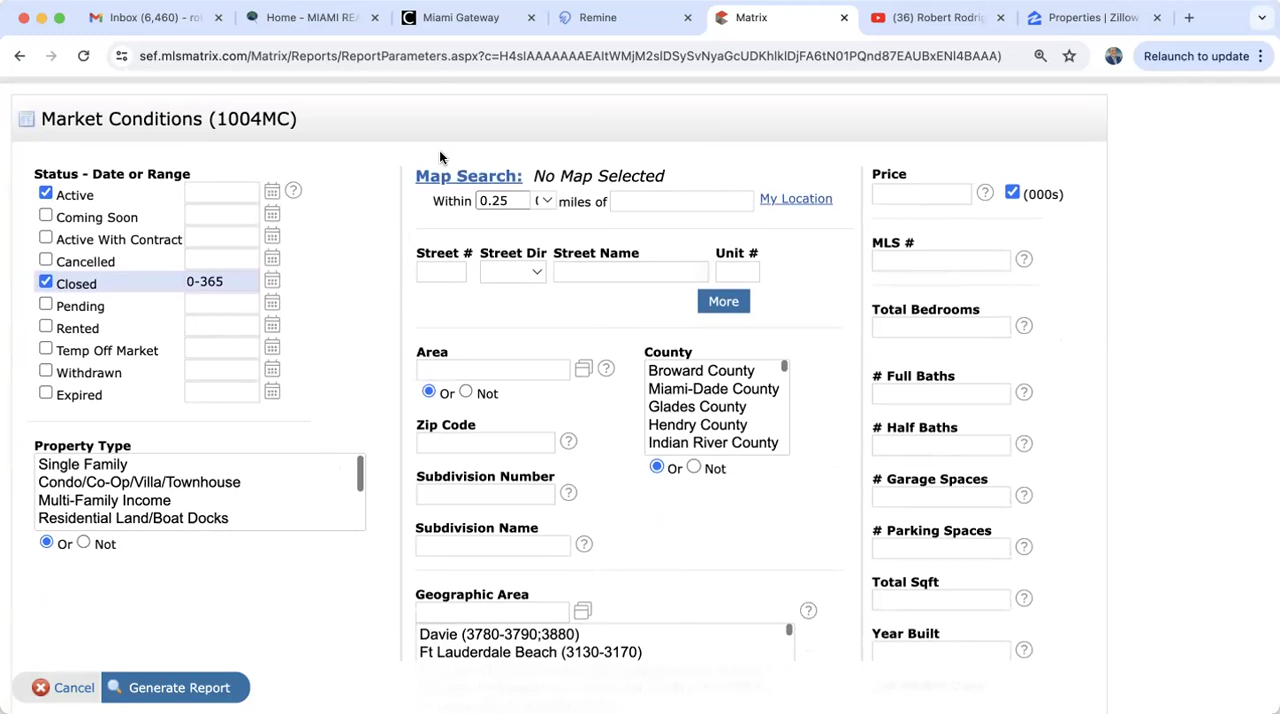 Inbox (6,460) - ro
Home - MIAMI REA
Miami Gateway
Remine
Matrix
(36) Robert Rodrig
Properties | Zillow
sef.mlsmatrix.com/Matrix/Reports/ReportParameters.aspx?c=H4sIAAAAAAAEAItWMjM2slDSySvNyaGcUDKhlklDjFA6tN01PQnd87EAUBxENl4BAAA)
Relaunch to update
Market Conditions (1004MC)
Status - Date or Range
Active
Coming Soon
Active With Contract
Cancelled
Closed 0-365
Pending
Rented
Temp Off Market
Withdrawn
Expired
Property Type
Single Family
Condo/Co-Op/Villa/Townhouse
Multi-Family Income
Residential Land/Boat Docks
Or Not
Map Search: No Map Selected
Within 0.25 miles of My Location
Street # Street Dir Street Name Unit #
More
Area
Or Not
Zip Code
Subdivision Number
Subdivision Name
County
Broward County
Miami-Dade County
Glades County
Hendry County
Indian River County
Or Not
Geographic Area
Davie (3780-3790;3880)
Ft Lauderdale Beach (3130-3170)
Price
(000s)
MLS #
Total Bedrooms
# Full Baths
# Half Baths
# Garage Spaces
# Parking Spaces
Total Sqft
Year Built
Cancel
Generate Report